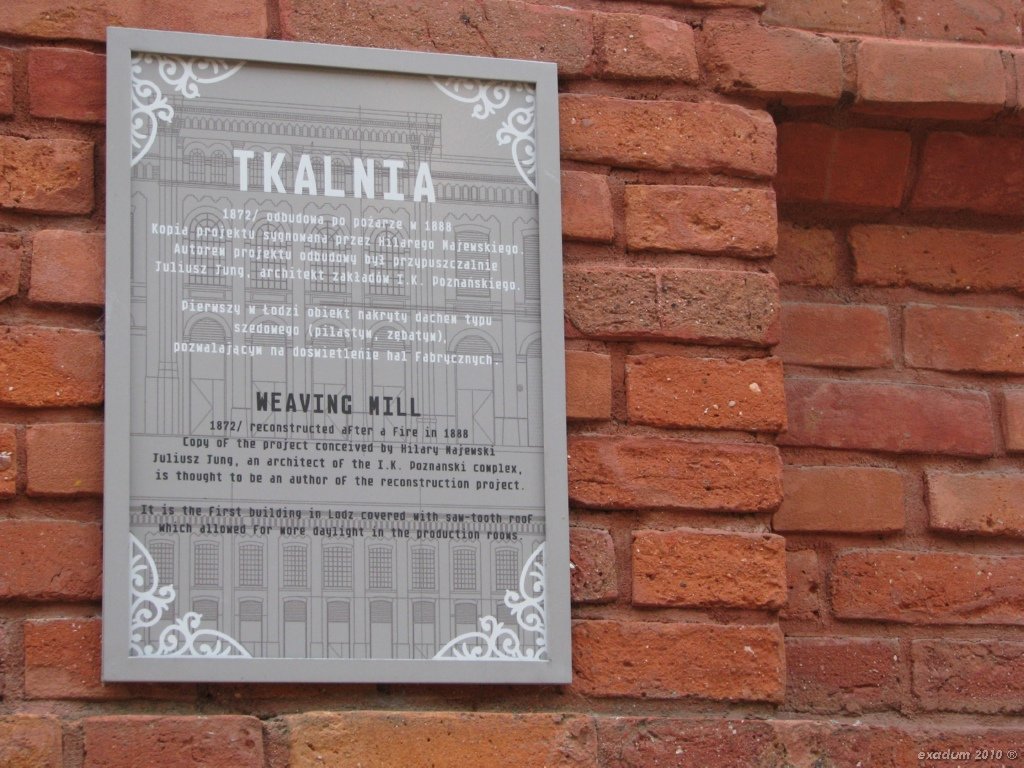 TKALNIA
1872/ odbudowa po pożarze w 1888
Kopia projektu sygnowana przez Hilarego Majewskiego.
Autorem projektu odbudowy był przypuszczalnie
Juliusz Jung, architekt zakładów I.K. Poznańskiego.
Pierwszy w Łodzi obiekt nakryty dachem typu
szedowego (pilastym, zębatym),
pozwalającym na doświetlenie hal fabrycznych.
WEAVING MILL
1872/ reconstructed after a fire in 1888
Copy of the project conceived by Hilary Majewski
Juliusz Jung, an architect of the I.K. Poznanski complex,
is thought to be an author of the reconstruction project.
It is the first building in Lodz covered with saw-tooth roof
which allowed for more daylight in the production rooms.
exadum 2010 ®